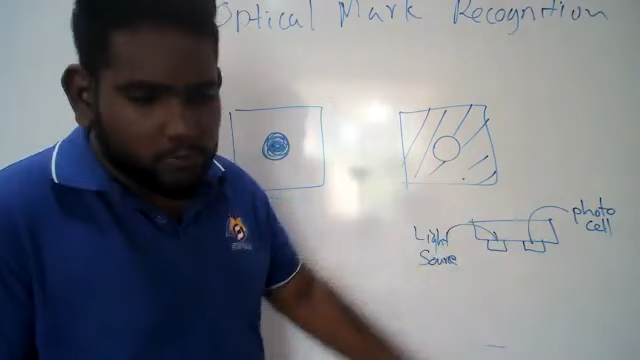 Optical Mark Recognition
photo
cell
Light
Source